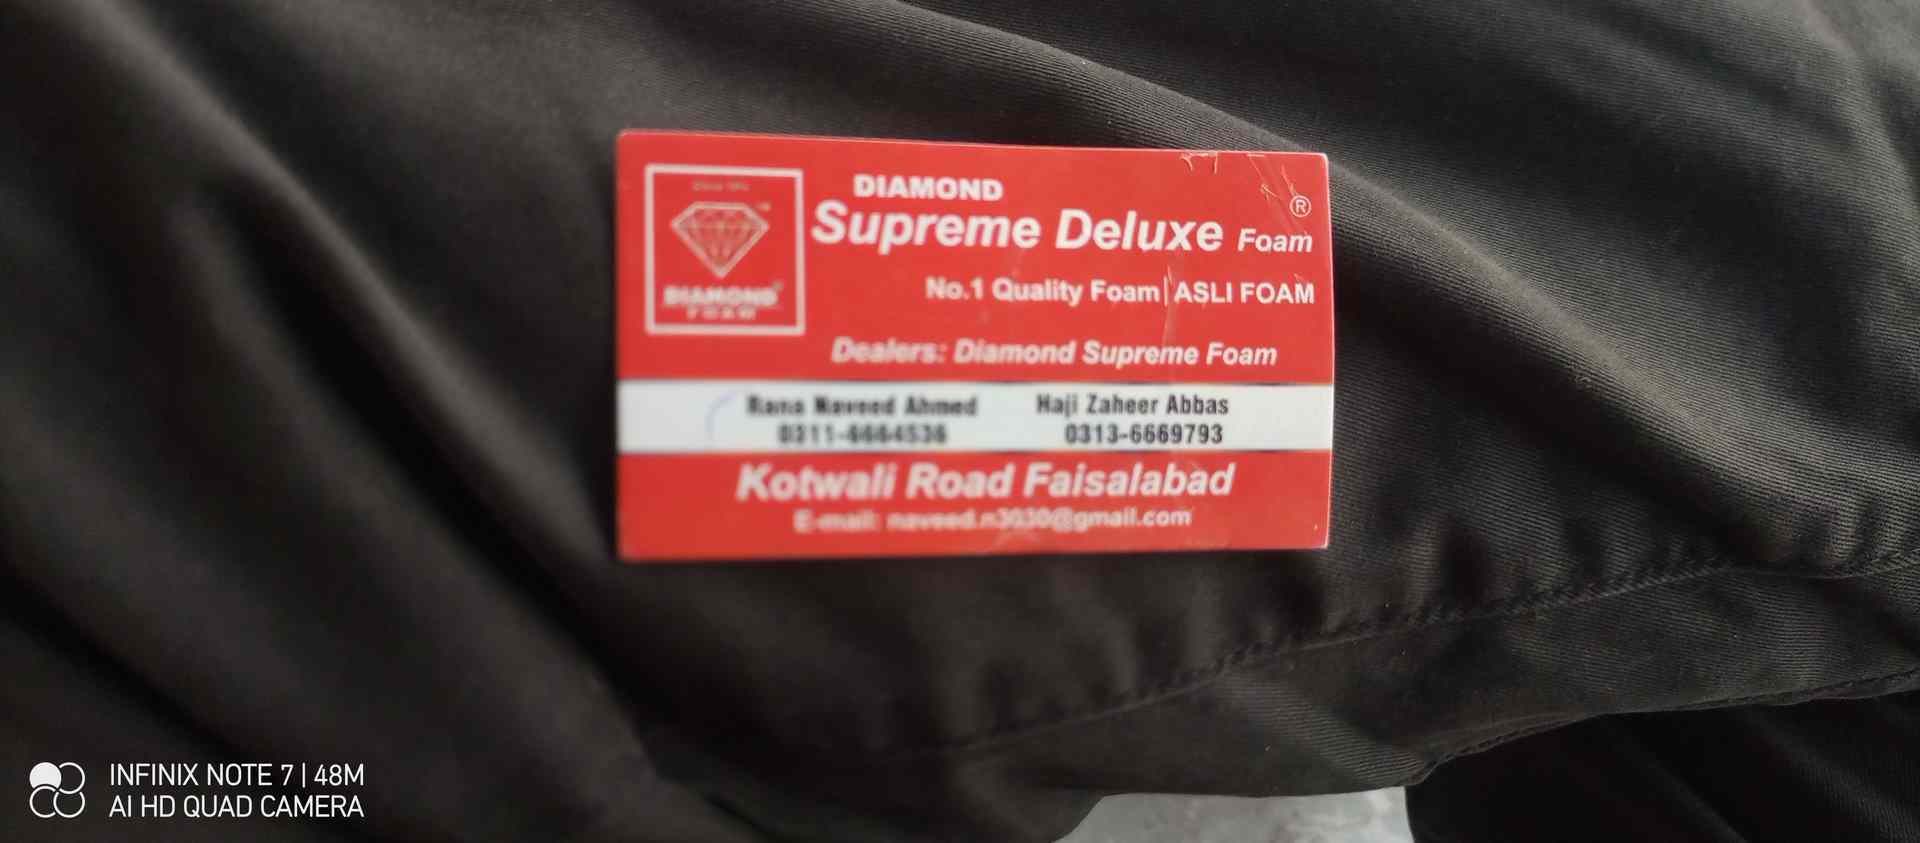 DIAMOND
Supreme Deluxe Foam ®
No.1 Quality Foam | ASLI FOAM
DIAMOND
FOAM
Dealers: Diamond Supreme Foam
Rana Naveed Ahmed
0311-6664536
Haji Zaheer Abbas
0313-6669793
Kotwali Road Faisalabad
E-mail: naveed.n3030@gmail.com
INFINIX NOTE 7 | 48M
AI HD QUAD CAMERA